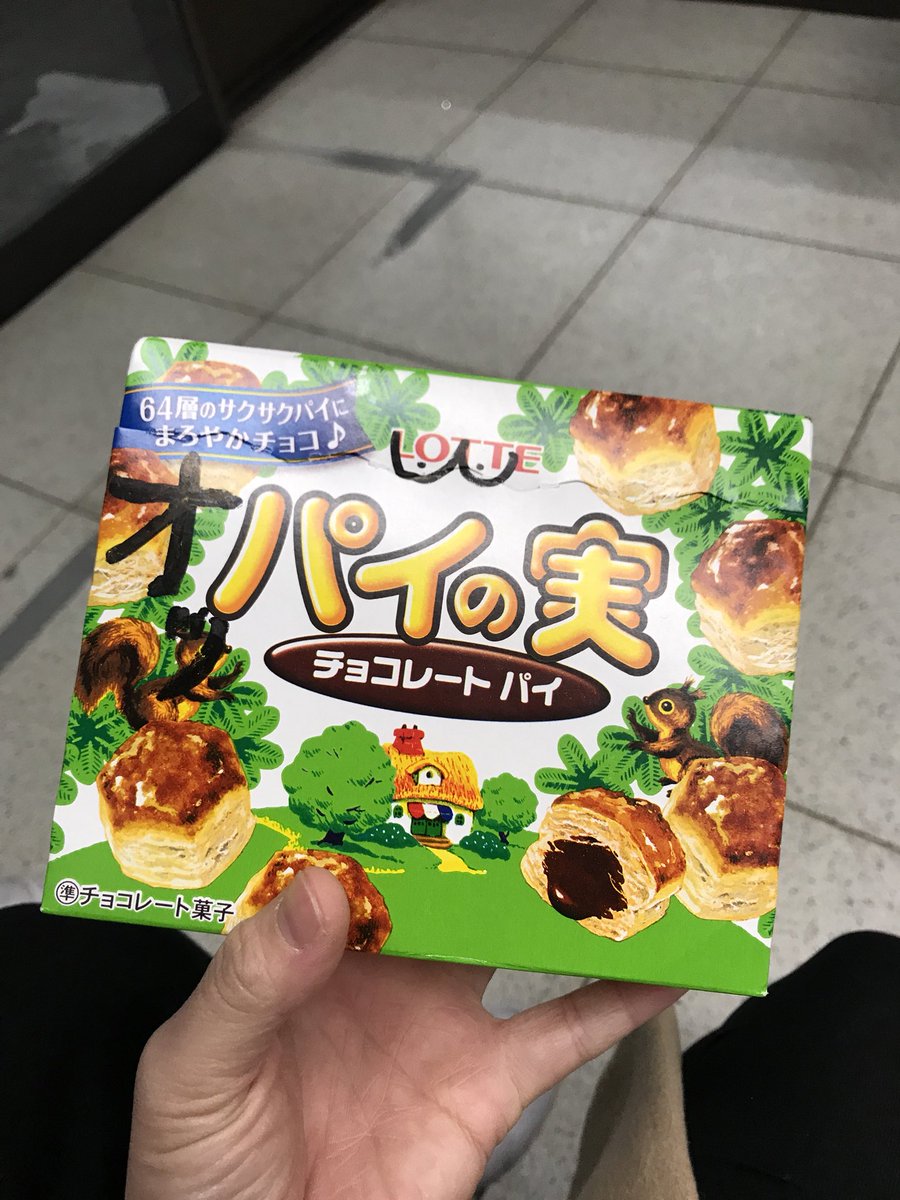 64層のサクサクパイに
まろやかチョコ♪
LOTTE
オッパイの実
チョコレート パイ
㊟準チョコレート菓子